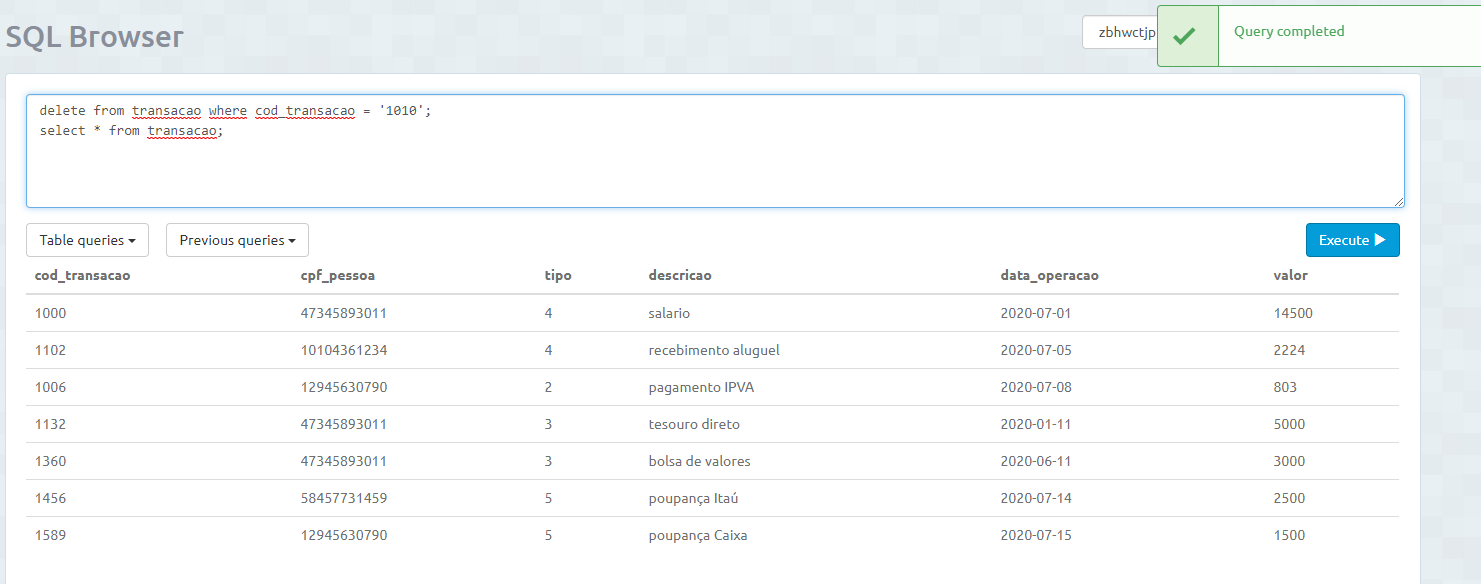 SQL Browser
zbhwctjp
Query completed
delete from transacao where cod_transacao = '1010';
select * from transacao;
Table queries
Previous queries
Execute
cod_transacao cpf_pessoa tipo descricao data_operacao valor
1000 47345893011 4 salario 2020-07-01 14500
1102 10104361234 4 recebimento aluguel 2020-07-05 2224
1006 12945630790 2 pagamento IPVA 2020-07-08 803
1132 47345893011 3 tesouro direto 2020-01-11 5000
1360 47345893011 3 bolsa de valores 2020-06-11 3000
1456 58457731459 5 poupança Itaú 2020-07-14 2500
1589 12945630790 5 poupança Caixa 2020-07-15 1500